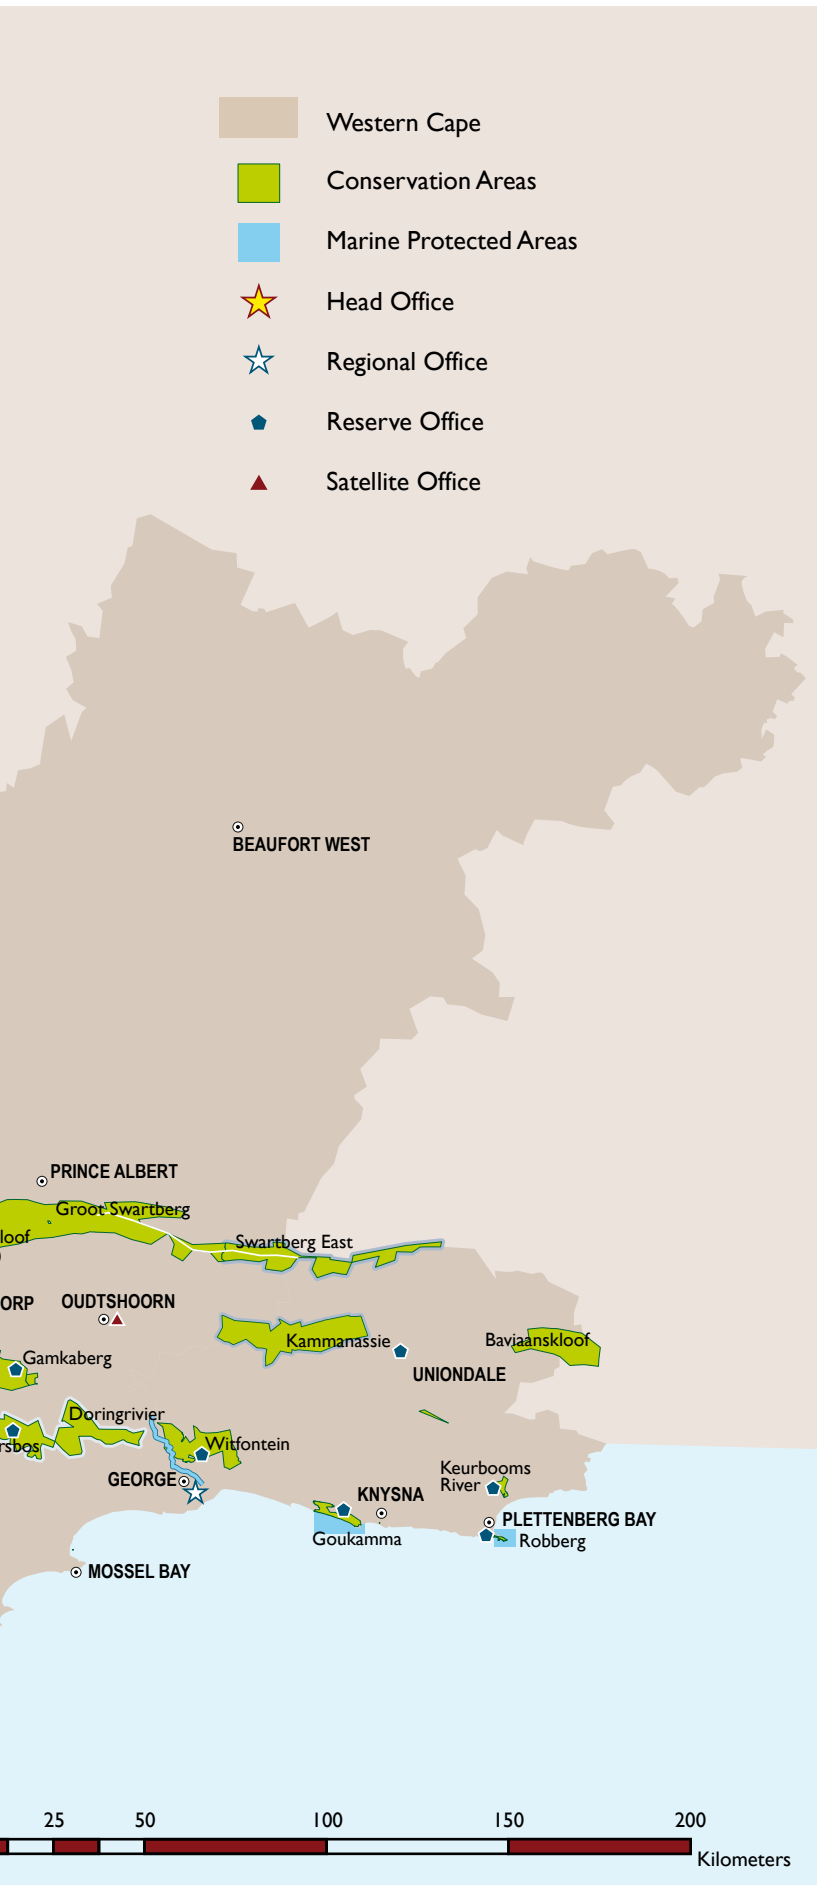 Western Cape
Conservation Areas
Marine Protected Areas
Head Office
Regional Office
Reserve Office
Satellite Office
BEAUFORT WEST
PRINCE ALBERT
Groot Swartberg
loof
Swartberg East
ORP
OUDTSHOORN
Kammanassie
Baviaanskloof
Gamkaberg
UNIONDALE
Doringrivier
rsbos
Witfontein
GEORGE
Keurbooms
River
KNYSNA
PLETTENBERG BAY
Goukamma
Robberg
MOSSEL BAY
25 50 100 150 200
Kilometers